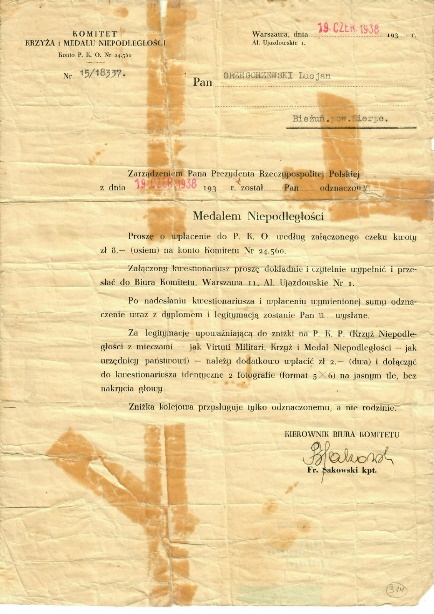 KOMITET
KRZYŻA i MEDALU NIEPODLEGŁOŚCI
Konto P. K. O. Nr 24.560
Nr 15/18337.
Warszawa, dnia 19 CZER 1938 193 r.
Al. Ujazdowskie 1.
Pan GRZEGORZEWSKI Lucjan
Bieżuń, pow. Sierpc.
Zarządzeniem Pana Prezydenta Rzeczypospolitej Polskiej
z dnia 19 CZER 1938 193 r. został Pan odznaczony
Medalem Niepodległości
Proszę o wpłacenie do P. K. O. według załączonego czeku kwoty
zł 8.— (osiem) na konto Komitetu Nr 24.560.
Załączony kwestionariusz proszę dokładnie i czytelnie wypełnić i prze-
słać do Biura Komitetu, Warszawa 11, Al. Ujazdowskie Nr 1.
Po nadesłaniu kwestionariusza i wpłaceniu wymienionej sumy odzna-
czenie wraz z dyplomem i legitymacją zostanie Pan u wysłane.
Za legitymację upoważniającą do zniżki na P. K. P. (Krzyż Niepodle-
głości z mieczami — jak Virtuti Militari, Krzyż i Medal Niepodległości — jak
urzędnicy państwowi) — należy dodatkowo wpłacić zł 2.— (dwa) i dołączyć
do kwestionariusza identyczne 2 fotografie (format 5×6) na jasnym tle, bez
nakrycia głowy.
Zniżka kolejowa przysługuje tylko odznaczonemu, a nie rodzinie.
KIEROWNIK BIURA KOMITETU
Fr. Sakowski kpt.